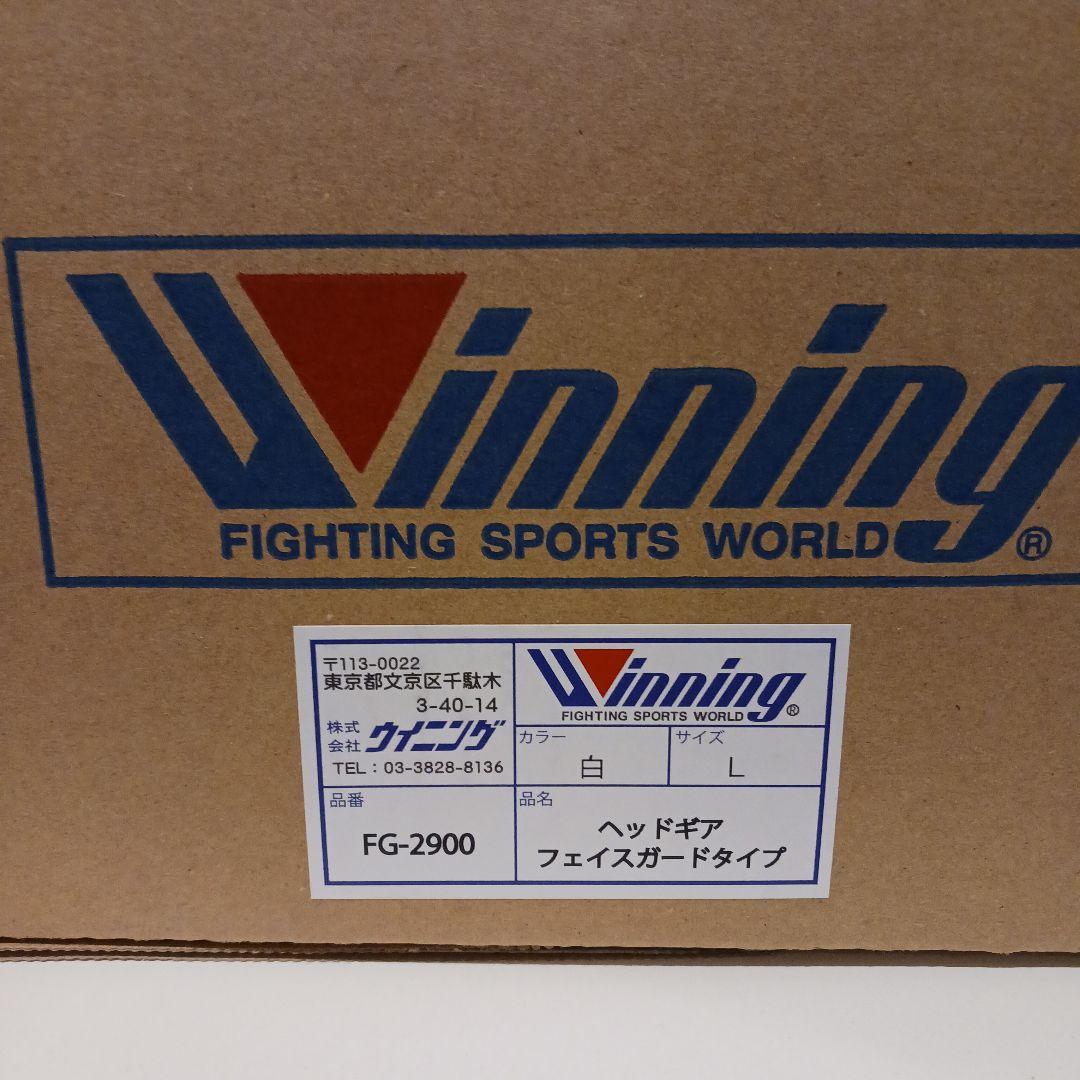 Winning
FIGHTING SPORTS WORLD
®
〒113-0022
東京都文京区千駄木
3-40-14
株式会社 ウイニング
TEL：03-3828-8136
Winning
FIGHTING SPORTS WORLD ®
カラー
白
サイズ
L
品番
FG-2900
品名
ヘッドギア
フェイスガードタイプ